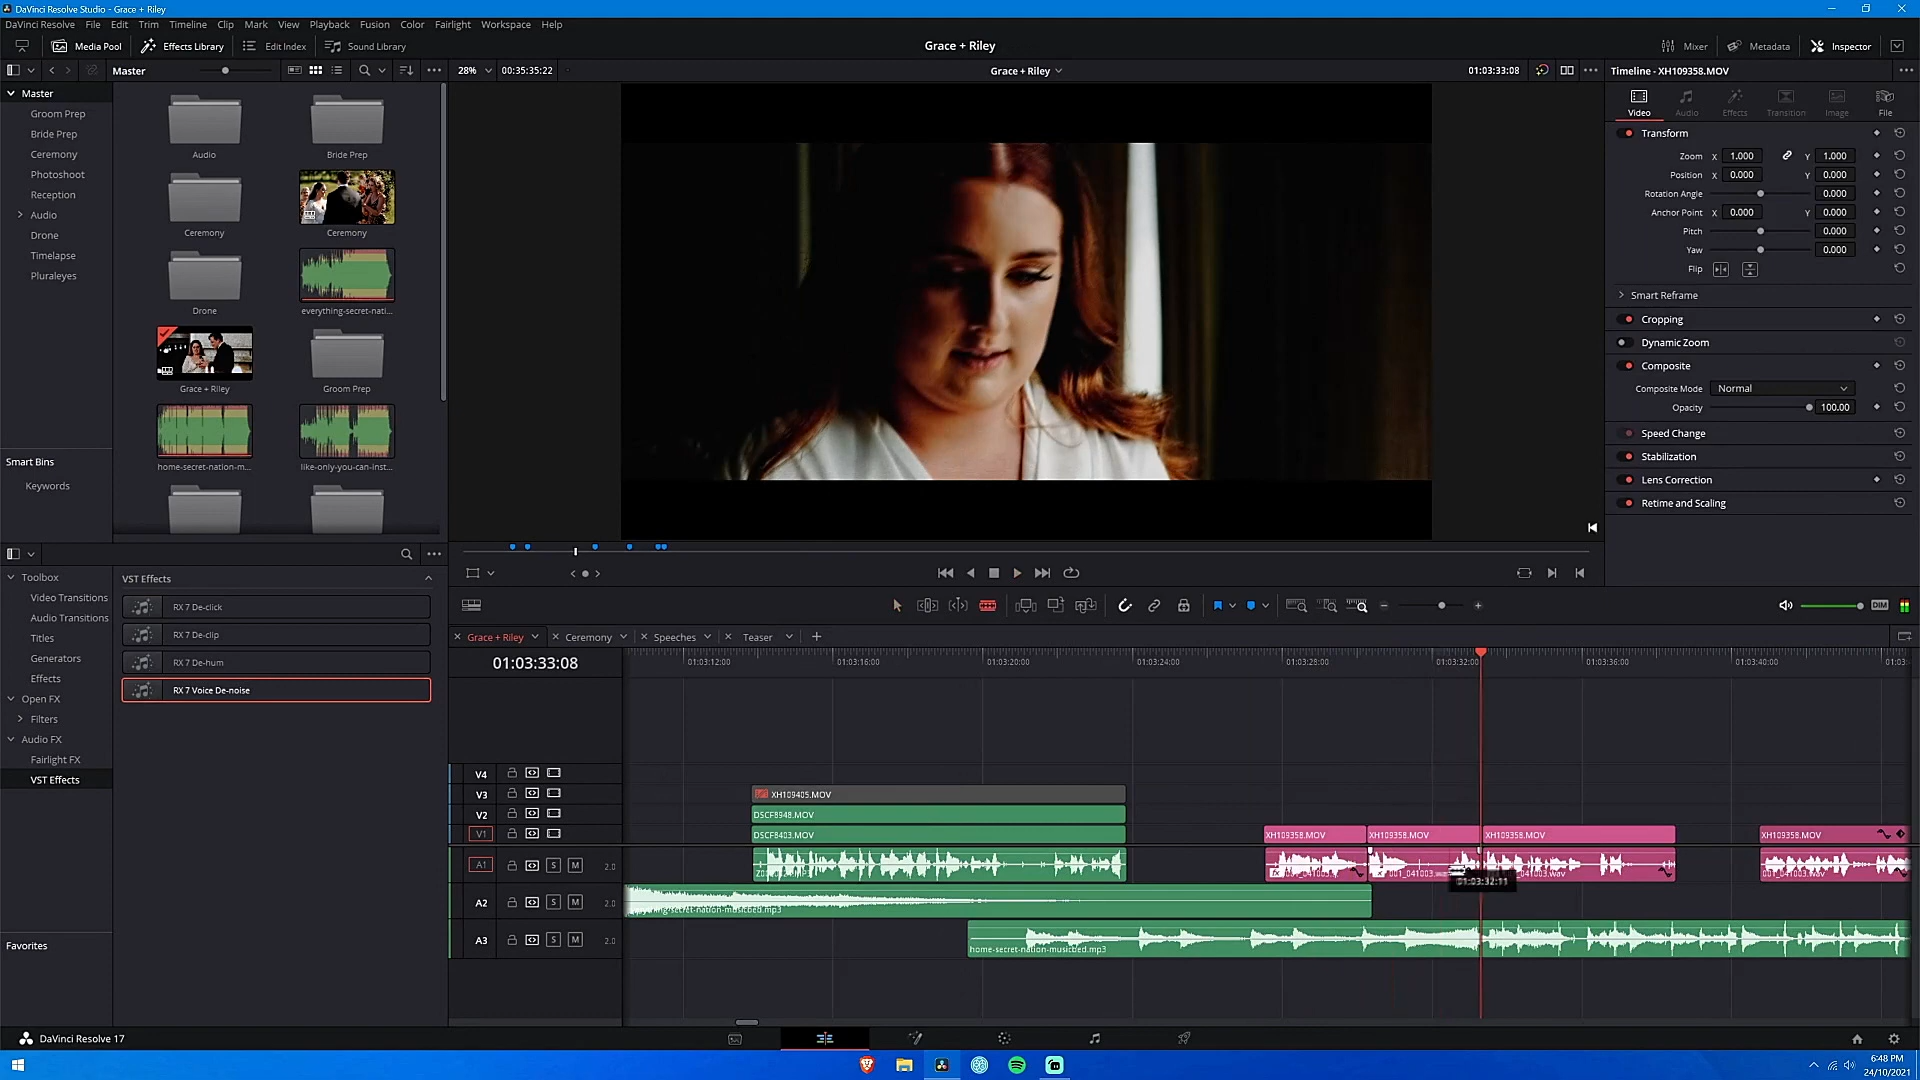 DaVinci Resolve Studio - Grace + Riley
DaVinci Resolve File Edit Trim Timeline Clip Mark View Playback Fusion Color Fairlight Workspace Help
Media Pool Effects Library Edit Index Sound Library
Grace + Riley
Mixer Metadata Inspector
Master
28% 00:35:35:22
Grace + Riley
01:03:33:08
Timeline - XH109358.MOV
Master
Groom Prep
Bride Prep
Ceremony
Photoshoot
Reception
Audio
Drone
Timelapse
Pluraleyes
Smart Bins
Keywords
Audio
Bride Prep
Ceremony
Ceremony
Drone
everything-secret-nati...
Grace + Riley
Groom Prep
home-secret-nation-m...
like-only-you-can-inst...
Video Audio Effects Transition Image File
Transform
Zoom X 1.000 Y 1.000
Position X 0.000 Y 0.000
Rotation Angle 0.000
Anchor Point X 0.000 Y 0.000
Pitch 0.000
Yaw 0.000
Flip
Smart Reframe
Cropping
Dynamic Zoom
Composite
Composite Mode Normal
Opacity 100.00
Speed Change
Stabilization
Lens Correction
Retime and Scaling
Toolbox
Video Transitions
Audio Transitions
Titles
Generators
Effects
Open FX
Filters
Audio FX
Fairlight FX
VST Effects
Favorites
VST Effects
RX 7 De-click
RX 7 De-clip
RX 7 De-hum
RX 7 Voice De-noise
DIM
Grace + Riley Ceremony Speeches Teaser
01:03:33:08
01:03:12:00 01:03:16:00 01:03:20:00 01:03:24:00 01:03:28:00 01:03:32:00 01:03:36:00 01:03:40:00 01:03:
V4
V3 XH109405.MOV
V2 DSCF8948.MOV
V1 DSCF8403.MOV XH109358.MOV XH109358.MOV XH109358.MOV XH109358.MOV
A1 S M 2.0
001_041003.wav
01:03:32:11
A2 S M 2.0
A3 S M 2.0
home-secret-nation-musicbed.mp3
DaVinci Resolve 17
6:48 PM
24/10/2021